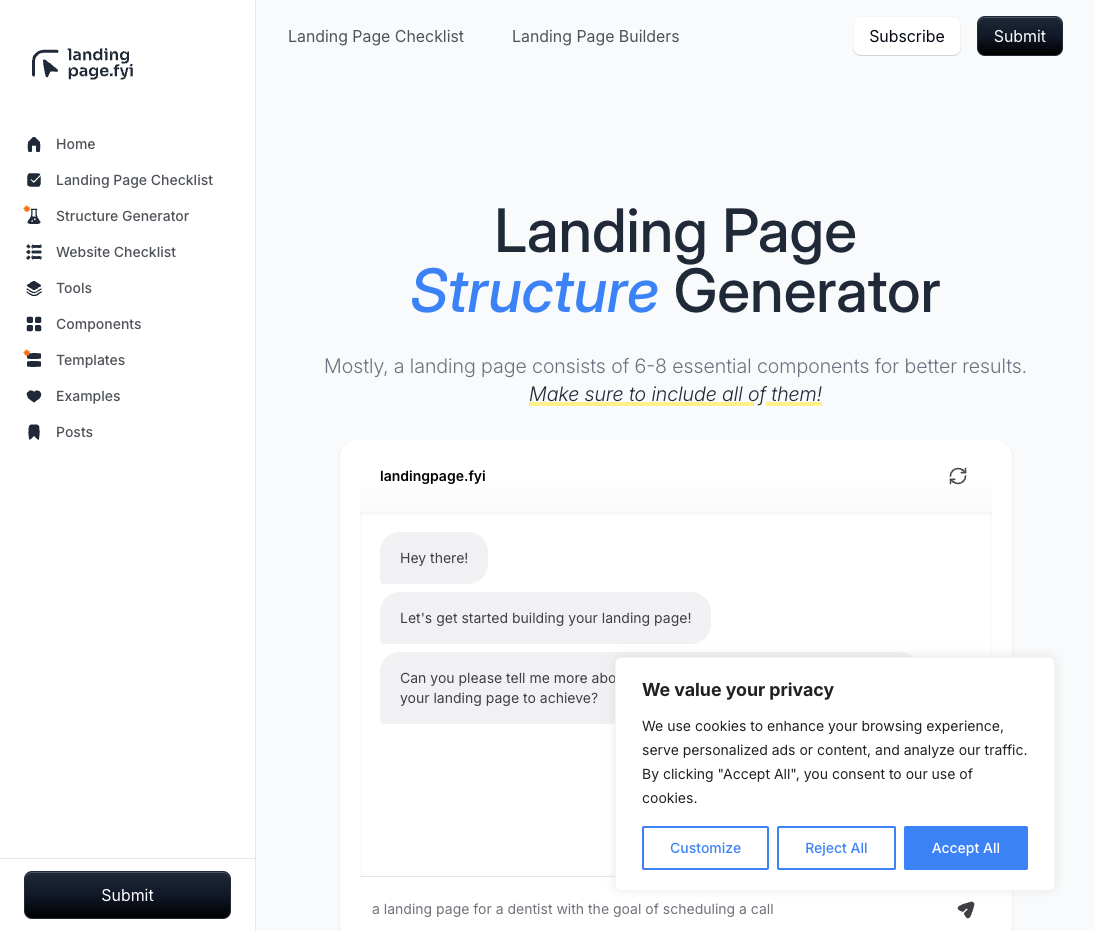 landing
page.fyi
Home
Landing Page Checklist
Structure Generator
Website Checklist
Tools
Components
Templates
Examples
Posts
Submit
Landing Page Checklist
Landing Page Builders
Subscribe
Submit
Landing Page
Structure Generator
Mostly, a landing page consists of 6-8 essential components for better results.
Make sure to include all of them!
landingpage.fyi
Hey there!
Let's get started building your landing page!
Can you please tell me more
your landing page to achieve?
a landing page for a dentist with the goal of scheduling a call
We value your privacy
We use cookies to enhance your browsing experience,
serve personalized ads or content, and analyze our traffic.
By clicking "Accept All", you consent to our use of
cookies.
Customize
Reject All
Accept All